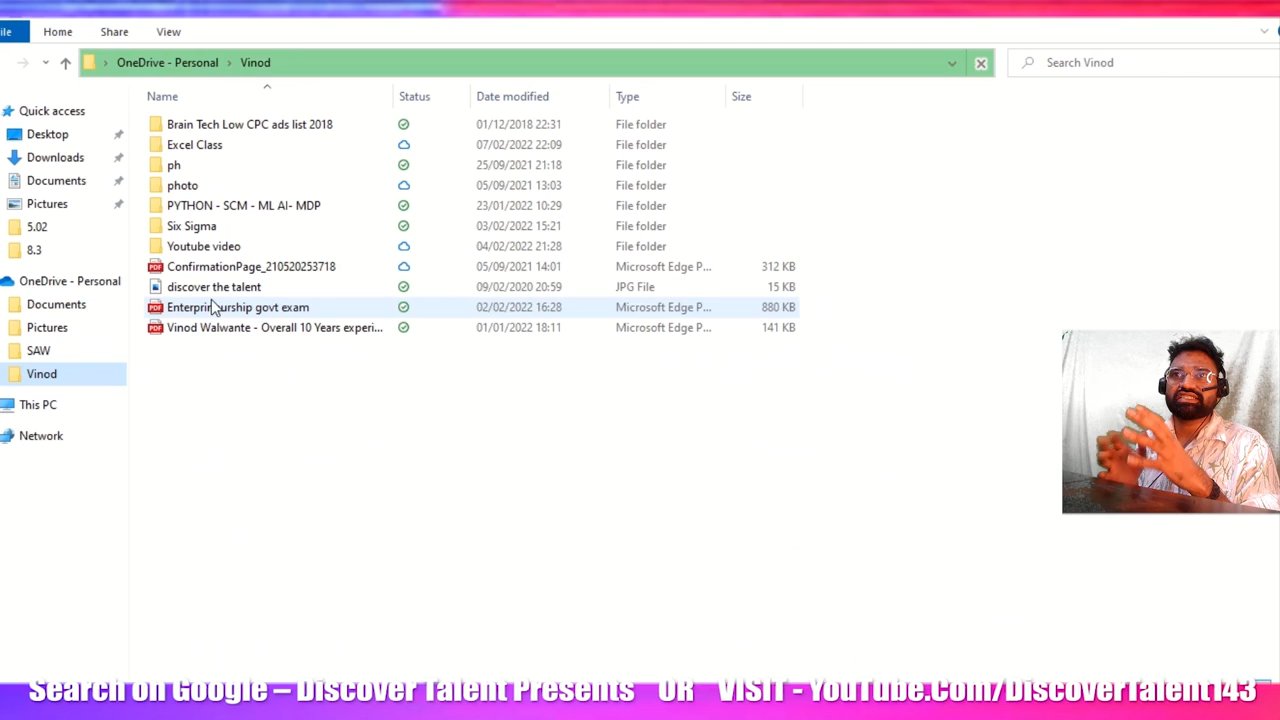 ile Home Share View
OneDrive - Personal Vinod Search Vinod
Name Status Date modified Type Size
Quick access
Desktop
Downloads
Documents
Pictures
5.02
8.3
OneDrive - Personal
Documents
Pictures
SAW
Vinod
This PC
Network
Brain Tech Low CPC ads list 2018 01/12/2018 22:31 File folder
Excel Class 07/02/2022 22:09 File folder
ph 25/09/2021 21:18 File folder
photo 05/09/2021 13:03 File folder
PYTHON - SCM - ML AI- MDP 23/01/2022 10:29 File folder
Six Sigma 03/02/2022 15:21 File folder
Youtube video 04/02/2022 21:28 File folder
PDF ConfirmationPage_210520253718 05/09/2021 14:01 Microsoft Edge P... 312 KB
discover the talent 09/02/2020 20:59 JPG File 15 KB
PDF govt exam 02/02/2022 16:28 Microsoft Edge P... 880 KB
PDF Vinod Walwante - Overall 10 Years experi... 01/01/2022 18:11 Microsoft Edge P... 141 KB
Search on Google – Discover Talent Presents OR VISIT - YouTube.Com/DiscoverTalent143